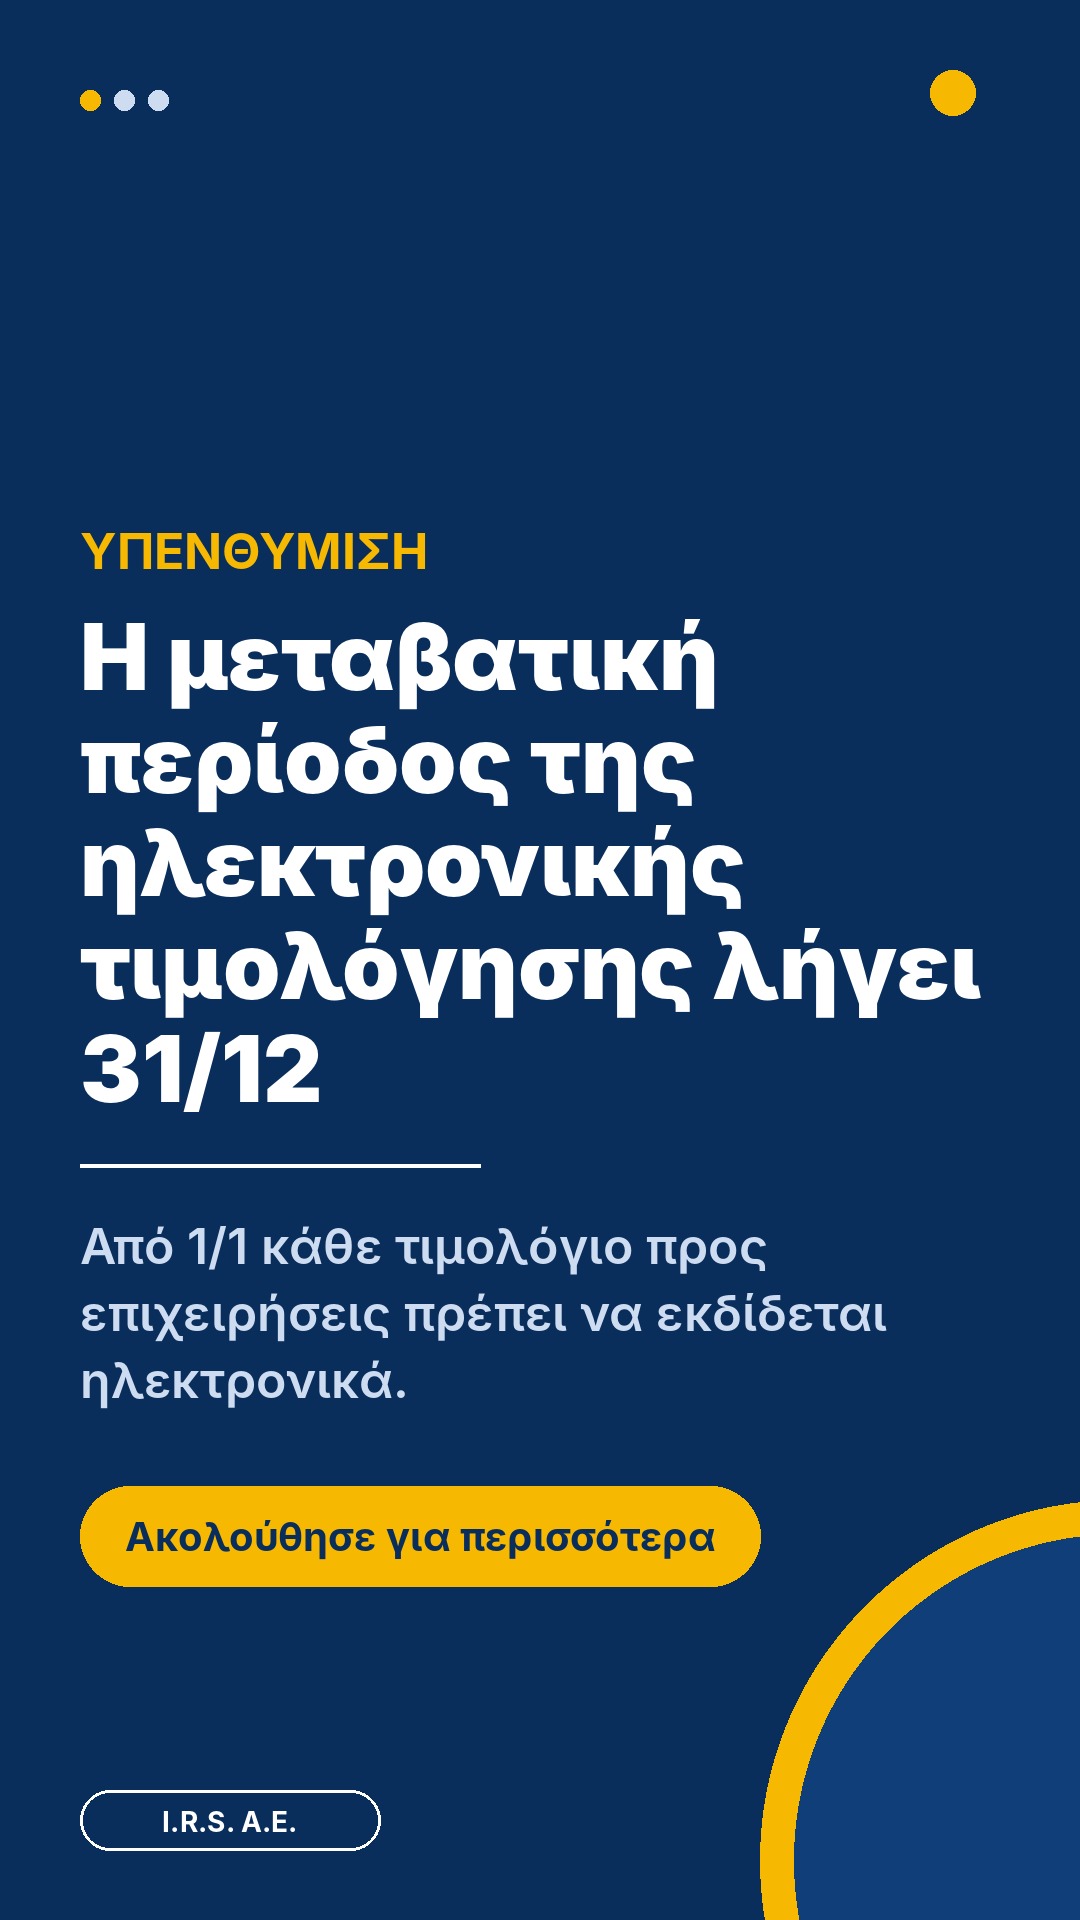 ΥΠΕΝΘΥΜΙΣΗ
Η μεταβατική
περίοδος της
ηλεκτρονικής
τιμολόγησης λήγει
31/12
Από 1/1 κάθε τιμολόγιο προς
επιχειρήσεις πρέπει να εκδίδεται
ηλεκτρονικά.
Ακολούθησε για περισσότερα
I.R.S. A.E.